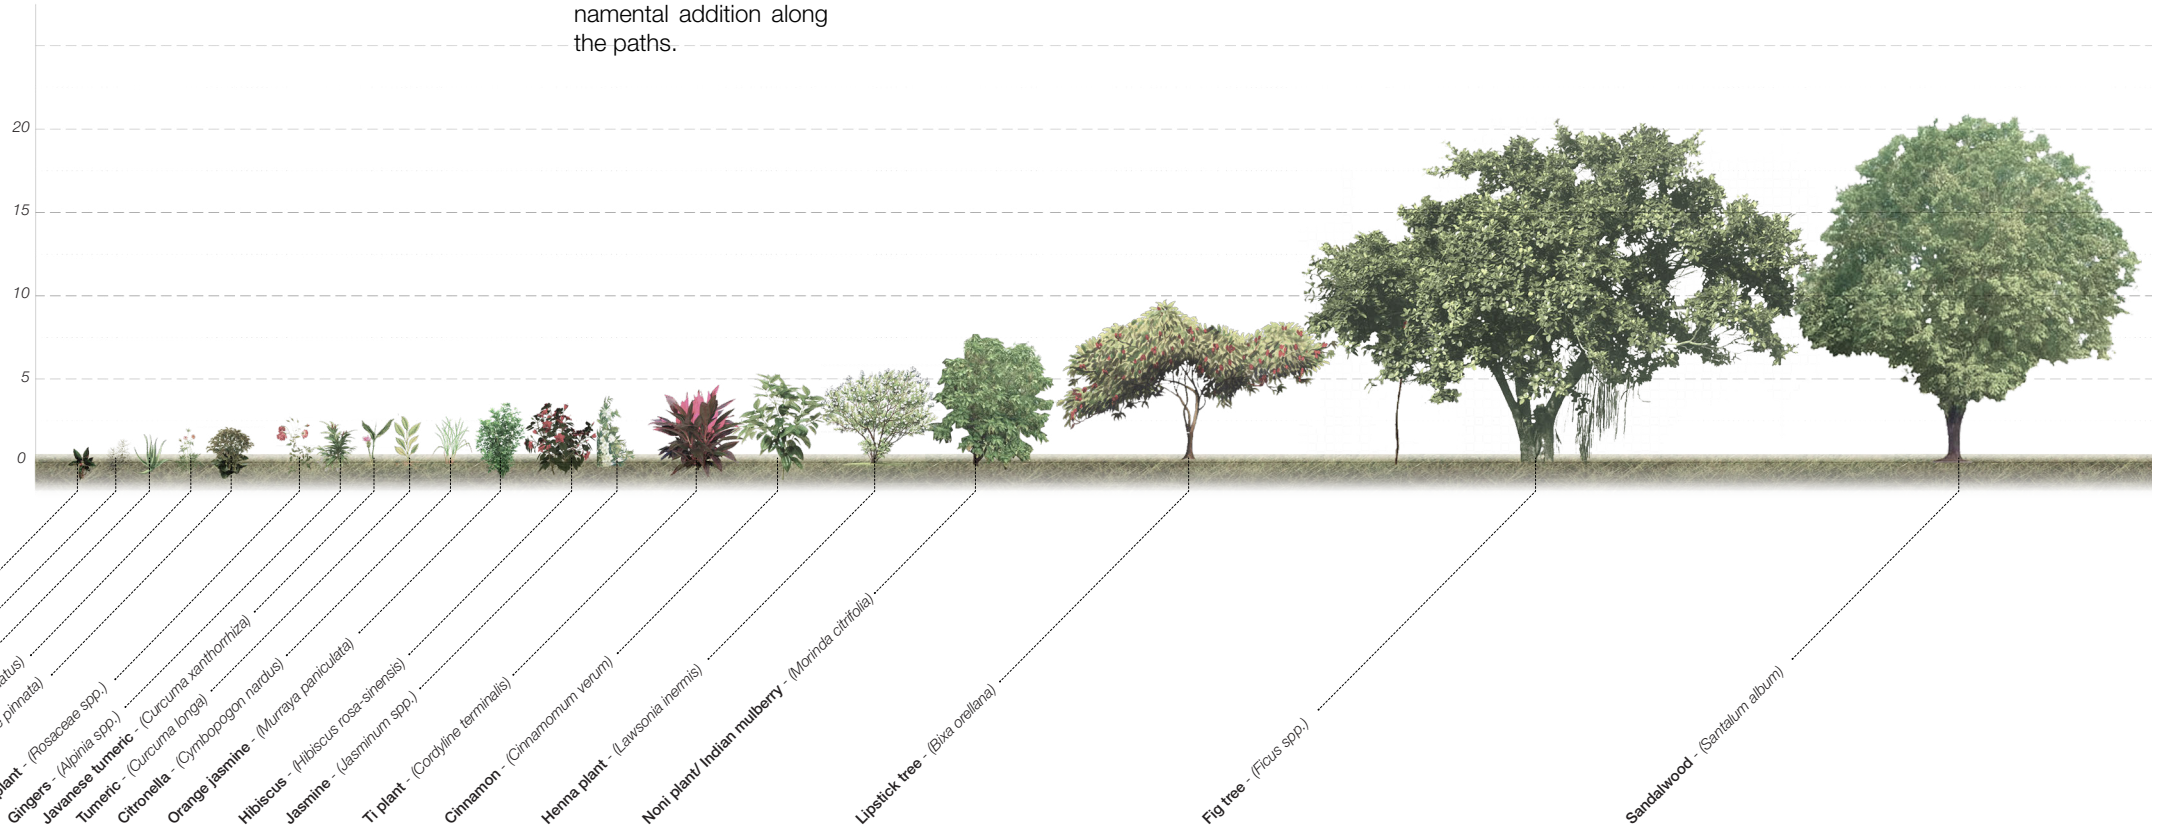 namental addition along
the paths.
20
15
10
5
0
pinnata)
plant - (Rosaceae spp.)
Gingers - (Alpinia spp.)
Javanese tumeric - (Curcuma xanthorrhiza)
Tumeric - (Curcuma longa)
Citronella - (Cymbopogon nardus)
Orange jasmine - (Murraya paniculata)
Hibiscus - (Hibiscus rosa-sinensis)
Jasmine - (Jasminum spp.)
Ti plant - (Cordyline terminalis)
Cinnamon - (Cinnamomum verum)
Henna plant - (Lawsonia inermis)
Noni plant/ Indian mulberry - (Morinda citrifolia)
Lipstick tree - (Bixa orellana)
Fig tree - (Ficus spp.)
Sandalwood - (Santalum album)